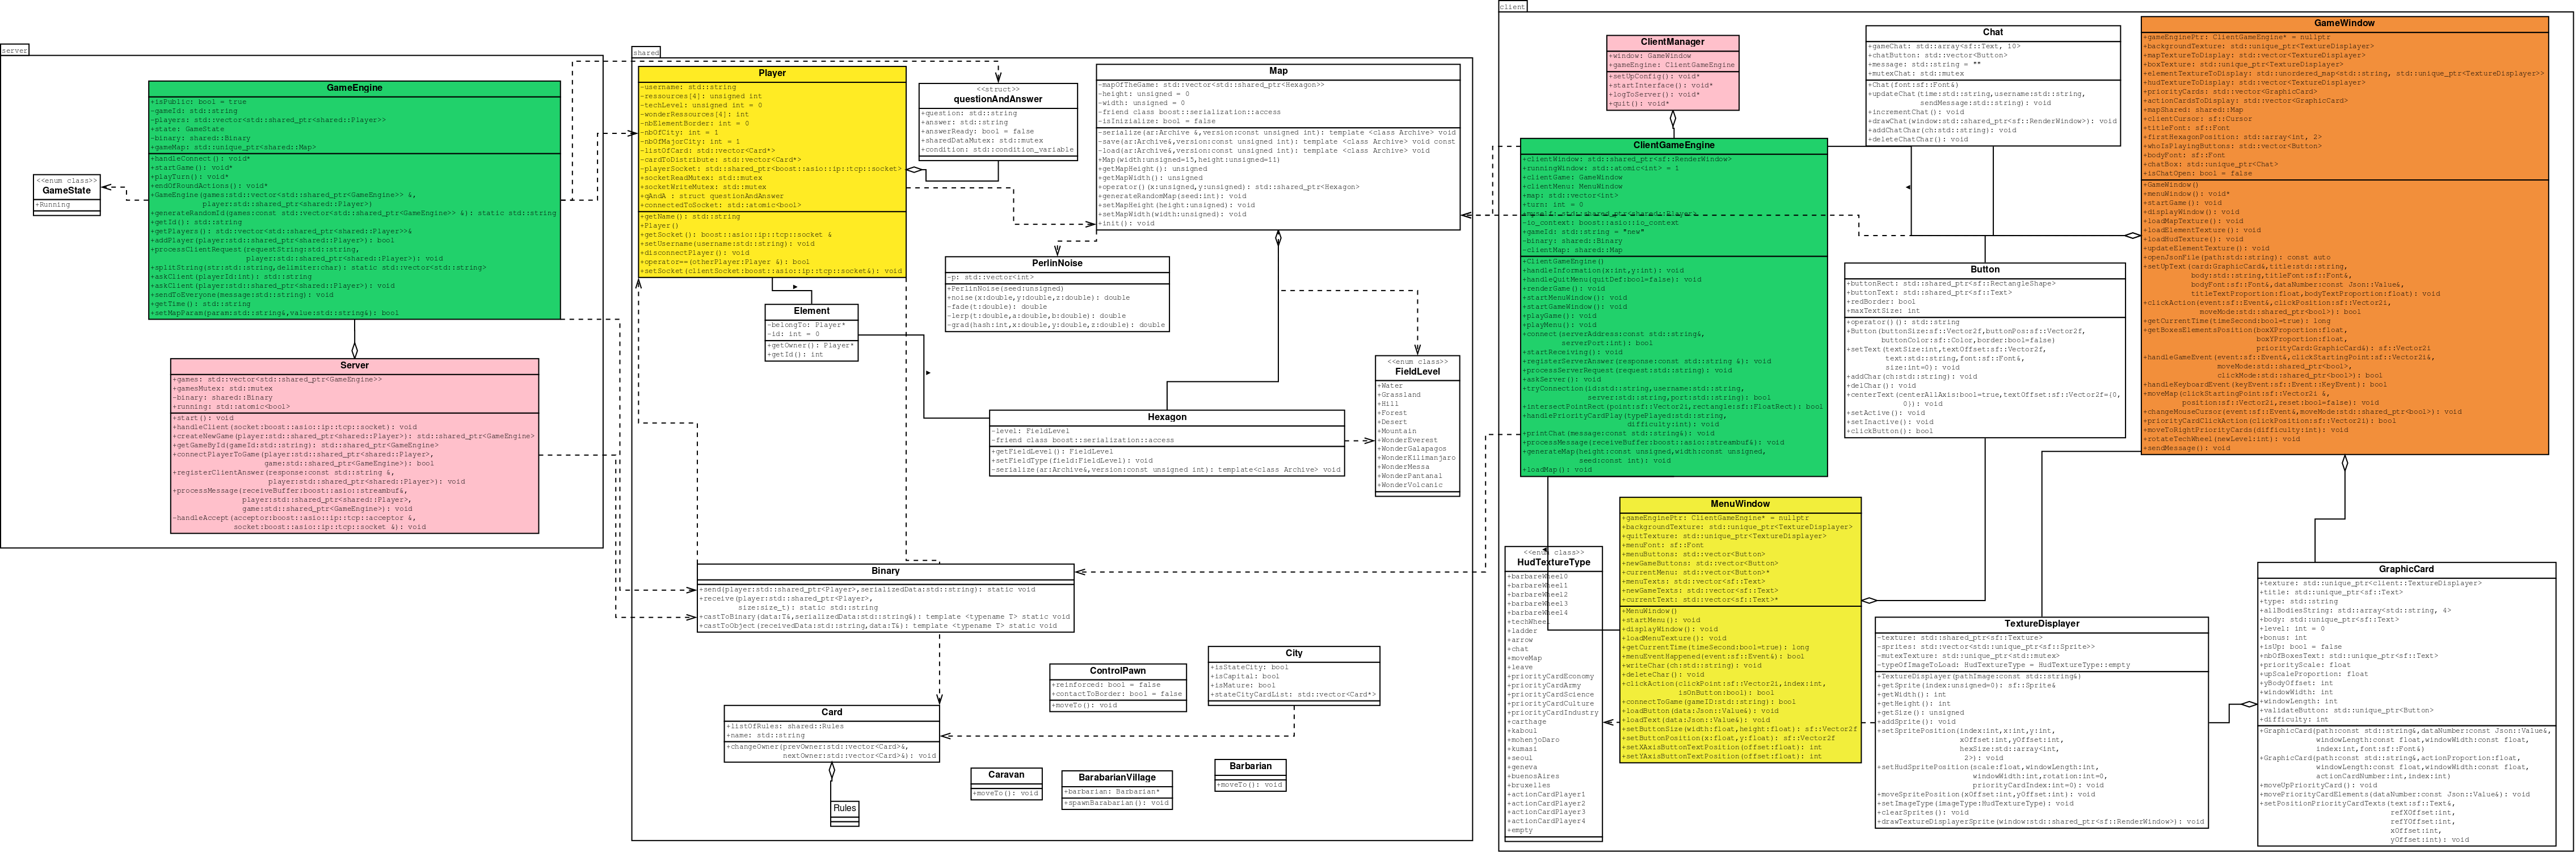 server
GameEngine
+isPublic: bool = true
-gameId: std::string
-players: std::vector<std::shared_ptr<shared::Player>>
+state: GameState
-binary: shared::Binary
-gameMap: std::unique_ptr<shared::Map>
+handleConnect(): void*
+startGame(): void*
+playTurn(): void*
+endOfRoundActions(): void*
+GameEngine(games:std::vector<std::shared_ptr<GameEngine>> &,
player:std::shared_ptr<shared::Player>)
+generateRandomId(games:const std::vector<std::shared_ptr<GameEngine>> &): static std::string
+getId(): std::string
+getPlayers(): std::vector<std::shared_ptr<shared::Player>>&
+addPlayer(player:std::shared_ptr<shared::Player>): bool
+processClientRequest(requestString:std::string,
player:std::shared_ptr<shared::Player>): void
+splitString(str:std::string,delimiter:char): static std::vector<std::string>
+askClient(playerId:int): std::string
+askClient(player:std::shared_ptr<shared::Player>): void
+sendToEveryone(message:std::string): void
+getTime(): std::string
+setMapParam(param:std::string&,value:std::string&): bool
<<enum class>>
GameState
+Running
Server
+games: std::vector<std::shared_ptr<GameEngine>>
+gamesMutex: std::mutex
-binary: shared::Binary
-running: std::atomic<bool>
+start(): void
+handleClient(socket:boost::asio::ip::tcp::socket): void
+createNewGame(player:std::shared_ptr<shared::Player>): std::shared_ptr<GameEngine>
+getGameById(gameId:std::string): std::shared_ptr<GameEngine>
+connectPlayerToGame(player:std::shared_ptr<shared::Player>,
game:std::shared_ptr<GameEngine>): bool
+registerClientAnswer(response:const std::string &,
player:std::shared_ptr<shared::Player>): void
+processMessage(receiveBuffer:boost::asio::streambuf&,
player:std::shared_ptr<shared::Player>,
game:std::shared_ptr<GameEngine>): void
-handleAccept(acceptor:boost::asio::ip::tcp::acceptor &,
socket:boost::asio::ip::tcp::socket &): void
shared
Player
-username: std::string
-ressources[4]: unsigned int
-techLevel: unsigned int = 0
-wonderRessources[4]: int
-nbElementBorder: int = 0
-nbOfCity: int = 1
-nbOfMajorCity: int = 1
-listOfCard: std::vector<Card*>
-cardToDistribute: std::vector<Card*>
-playerSocket: std::shared_ptr<boost::asio::ip::tcp::socket>
+socketReadMutex: std::mutex
+socketWriteMutex: std::mutex
+qAndA : struct questionAndAnswer
+connectedToSocket: std::atomic<bool>
+getName(): std::string
+Player()
+getSocket(): boost::asio::ip::tcp::socket &
+setUsername(username:std::string): void
+disconnectPlayer(): void
+operator==(otherPlayer:Player &): bool
+setSocket(clientSocket:boost::asio::ip::tcp::socket&): void
<<struct>>
questionAndAnswer
+question: std::string
+answer: std::string
+answerReady: bool = false
+sharedDataMutex: std::mutex
+condition: std::condition_variable
Map
-mapOfTheGame: std::vector<std::shared_ptr<Hexagon>>
-height: unsigned = 0
-width: unsigned = 0
-friend class boost::serialization::access
-isInirialize: bool = false
-serialize(ar:Archive &,version:const unsigned int): template <class Archive> void
-save(ar:Archive&,version:const unsigned int): template <class Archive> void const
-load(ar:Archive&,version:const unsigned int): template <class Archive> void
+Map(width:unsigned=15,height:unsigned=11)
+getMapHeight(): unsigned
+getMapWidth(): unsigned
+operator()(x:unsigned,y:unsigned): std::shared_ptr<Hexagon>
+generateRandomMap(seed:int): void
+setMapHeight(height:unsigned): void
+setMapWidth(width:unsigned): void
+init(): void
PerlinNoise
-p: std::vector<int>
+PerlinNoise(seed:unsigned)
+noise(x:double,y:double,z:double): double
-fade(t:double): double
-lerp(t:double,a:double,b:double): double
-grad(hash:int,x:double,y:double,z:double): double
Element
-belongTo: Player*
-id: int = 0
+getOwner(): Player*
+getId(): int
<<enum class>>
FieldLevel
+Water
+Grassland
+Hill
+Forest
+Desert
+Mountain
+WonderEverest
+WonderGalapagos
+WonderKilimanjaro
+WonderMessa
+WonderPantanal
+WonderVolcanic
Hexagon
-level: FieldLevel
-friend class boost::serialization::access
+getFieldLevel(): FieldLevel
+setFieldType(field:FieldLevel): void
-serialize(ar:Archive&,version:const unsigned int): template<class Archive> void
Binary
+send(player:std::shared_ptr<Player>,serializedData:std::string): static void
+receive(player:std::shared_ptr<Player>,
size:size_t): static std::string
+castToBinary(data:T&,serializedData:std::string&): template <typename T> static void
+castToObject(receivedData:std::string,data:T&): template <typename T> static void
ControlPawn
+reinforced: bool = false
+contactToBorder: bool = false
+moveTo(): void
City
+isStateCity: bool
+isCapital: bool
+isMature: bool
+stateCityCardList: std::vector<Card*>
Card
+listOfRules: shared::Rules
+name: std::string
+changeOwner(prevOwner:std::vector<Card>&,
nextOwner:std::vector<Card>&): void
Rules
Caravan
+moveTo(): void
BarabarianVillage
+barbarian: Barbarian*
+spawnBarabarian(): void
Barbarian
+moveTo(): void
client
ClientManager
+window: GameWindow
+gameEngine: ClientGameEngine
+setUpConfig(): void*
+startInterface(): void*
+logToServer(): void*
+quit(): void*
Chat
+gameChat: std::array<sf::Text, 10>
+chatButton: std::vector<Button>
+message: std::string = ""
+mutexChat: std::mutex
+Chat(font:sf::Font&)
+updateChat(time:std::string,username:std::string,
sendMessage:std::string): void
+incrementChat(): void
+drawChat(window:std::shared_ptr<sf::RenderWindow>): void
+addChatChar(ch:std::string): void
+deleteChatChar(): void
ClientGameEngine
+clientWindow: std::shared_ptr<sf::RenderWindow>
+runningWindow: std::atomic<int> = 1
+clientGame: GameWindow
+clientMenu: MenuWindow
+map: std::vector<int>
+turn: int = 0
+myself: std::shared_ptr<shared::Player>
-io_context: boost::asio::io_context
+gameId: std::string = "new"
-binary: shared::Binary
-clientMap: shared::Map
+ClientGameEngine()
+handleInformation(x:int,y:int): void
+handleQuitMenu(quitDef:bool=false): void
+renderGame(): void
+startMenuWindow(): void
+startGameWindow(): void
+playGame(): void
+playMenu(): void
+connect(serverAddress:const std::string&,
serverPort:int): bool
+startReceiving(): void
+registerServerAnswer(response:const std::string &): void
+processServerRequest(request:std::string): void
+askServer(): void
+tryConnection(id:std::string,username:std::string,
server:std::string,port:std::string): bool
+intersectPointRect(point:sf::Vector2i,rectangle:sf::FloatRect): bool
+handlePriorityCardPlay(typePlayed:std::string,
difficulty:int): void
+printChat(message:const std::string&): void
+processMessage(receiveBuffer:boost::asio::streambuf&): void
+generateMap(height:const unsigned,width:const unsigned,
seed:const int): void
+loadMap(): void
Button
+buttonRect: std::shared_ptr<sf::RectangleShape>
+buttonText: std::shared_ptr<sf::Text>
+redBorder: bool
+maxTextSize: int
+operator(): std::string
+Button(buttonSize:sf::Vector2f,buttonPos:sf::Vector2f,
buttonColor:sf::Color,border:bool=false)
+setText(textSize:int,textOffset:sf::Vector2f,
text:std::string,font:sf::Font&,
size:int=0): void
+addChar(ch:std::string): void
+delChar(): void
+centerText(centerAllAxis:bool=true,textOffset:sf::Vector2f={0,
0}): void
+setActive(): void
+setInactive(): void
+clickButton(): bool
GameWindow
+gameEnginePtr: ClientGameEngine* = nullptr
+backgroundTexture: std::unique_ptr<TextureDisplayer>
+mapTextureToDisplay: std::vector<TextureDisplayer>
+boxTexture: std::unique_ptr<TextureDisplayer>
+elementTextureToDisplay: std::unordered_map<std::string, std::unique_ptr<TextureDisplayer>>
+hudTextureToDisplay: std::vector<TextureDisplayer>
+priorityCards: std::vector<GraphicCard>
+actionCardsToDisplay: std::vector<GraphicCard>
+mapShared: shared::Map
+clientCursor: sf::Cursor
+titleFont: sf::Font
+firstHexagonPosition: std::array<int, 2>
+whoIsPlayingButtons: std::vector<Button>
+bodyFont: sf::Font
+chatBox: std::unique_ptr<Chat>
+isChatOpen: bool = false
+GameWindow()
+menuWindow(): void*
+startGame(): void
+displayWindow(): void
+loadMapTexture(): void
+loadElementTexture(): void
+loadHudTexture(): void
+updateElementTexture(): void
+openJsonFile(path:std::string): const auto
+setUpText(card:GraphicCard&,title:std::string,
body:std::string,titleFont:sf::Font&,
bodyFont:sf::Font&,dataNumber:const Json::Value&,
titleTextProportion:float,bodyTextProportion:float): void
+clickAction(event:sf::Event&,clickPosition:sf::Vector2i,
moveMode:std::shared_ptr<bool>): bool
+getCurrentTime(timeSecond:bool=true): long
+getBoxesElementsPosition(boxXProportion:float,
boxYProportion:float,
priorityCard:GraphicCard&): sf::Vector2i
+handleGameEvent(event:sf::Event&,clickStartingPoint:sf::Vector2i&,
moveMode:std::shared_ptr<bool>,
clickMode:std::shared_ptr<bool>): bool
+handleKeyboardEvent(keyEvent:sf::Event::KeyEvent): bool
+moveMap(clickStartingPoint:sf::Vector2i &,
position:sf::Vector2i,reset:bool=false): void
+changeMouseCursor(event:sf::Event&,moveMode:std::shared_ptr<bool>): void
+priorityCardClickAction(clickPosition:sf::Vector2i): bool
+moveToRightPriorityCards(difficulty:int): void
+rotateTechWheel(newLevel:int): void
+sendMessage(): void
MenuWindow
+gameEnginePtr: ClientGameEngine* = nullptr
+backgroundTexture: std::unique_ptr<TextureDisplayer>
+quitTexture: std::unique_ptr<TextureDisplayer>
+menuFont: sf::Font
+menuButtons: std::vector<Button>
+newGameButtons: std::vector<Button>
+currentMenu: std::vector<Button>*
+menuTexts: std::vector<sf::Text>
+newGameTexts: std::vector<sf::Text>
+currentText: std::vector<sf::Text>*
+MenuWindow()
+startMenu(): void
+displayWindow(): void
+loadMenuTexture(): void
+getCurrentTime(timeSecond:bool=true): long
+menuEventHappened(event:sf::Event&): bool
+writeChar(ch:std::string): void
+deleteChar(): void
+clickAction(clickPoint:sf::Vector2i,index:int,
isOnButton:bool): bool
+connectToGame(gameID:std::string): bool
+loadButton(data:Json::Value&): void
+loadText(data:Json::Value&): void
+setButtonSize(width:float,height:float): sf::Vector2f
+setButtonPosition(x:float,y:float): sf::Vector2f
+setXAxisButtonTextPosition(offset:float): int
+setYAxisButtonTextPosition(offset:float): int
<<enum class>>
HudTextureType
+barbareWheel0
+barbareWheel1
+barbareWheel2
+barbareWheel3
+barbareWheel4
+techWheel
+ladder
+arrow
+chat
+moveMap
+leave
+priorityCardEconomy
+priorityCardArmy
+priorityCardScience
+priorityCardCulture
+priorityCardIndustry
+carthage
+kaboul
+mohenjoDaro
+kumasi
+seoul
+geneva
+buenosAires
+bruxelles
+actionCardPlayer1
+actionCardPlayer2
+actionCardPlayer3
+actionCardPlayer4
+empty
TextureDisplayer
-texture: std::shared_ptr<sf::Texture>
-sprites: std::vector<std::unique_ptr<sf::Sprite>>
-mutexTexture: std::unique_ptr<std::mutex>
-typeOfImageToLoad: HudTextureType = HudTextureType::empty
+TextureDisplayer(pathImage:const std::string&)
+getSprite(index:unsigned=0): sf::Sprite&
+getWidth(): int
+getHeight(): int
+getSize(): unsigned
+addSprite(): void
+setSpritePosition(index:int,x:int,y:int,
xOffset:int,yOffset:int,
hexSize:std::array<int,
2>): void
+setHudSpritePosition(scale:float,windowLength:int,
windowWidth:int,rotation:int=0,
priorityCardIndex:int=0): void
+moveSpritePosition(xOffset:int,yOffset:int): void
+setImageType(imageType:HudTextureType): void
+clearSprites(): void
+drawTextureDisplayerSprite(window:std::shared_ptr<sf::RenderWindow>): void
GraphicCard
+texture: std::unique_ptr<client::TextureDisplayer>
+title: std::unique_ptr<sf::Text>
+type: std::string
+allBodiesString: std::array<std::string, 4>
+body: std::unique_ptr<sf::Text>
+level: int = 0
+bonus: int
+isUp: bool = false
+nbOfBoxesText: std::unique_ptr<sf::Text>
+priorityScale: float
+upScaleProportion: float
+yBodyOffset: int
+windowWidth: int
+windowLength: int
+validateButton: std::unique_ptr<Button>
+difficulty: int
+GraphicCard(path:const std::string&,dataNumber:const Json::Value&,
windowLength:const float,windowWidth:const float,
index:int,font:sf::Font&)
+GraphicCard(path:const std::string&,actionProportion:float,
windowLength:const float,windowWidth:const float,
actionCardNumber:int,index:int)
+moveUpPriorityCard(): void
+movePriorityCardElements(dataNumber:const Json::Value&): void
+setPositionPriorityCardTexts(text:sf::Text&,
refXOffset:int,
refYOffset:int,
xOffset:int,
yOffset:int): void